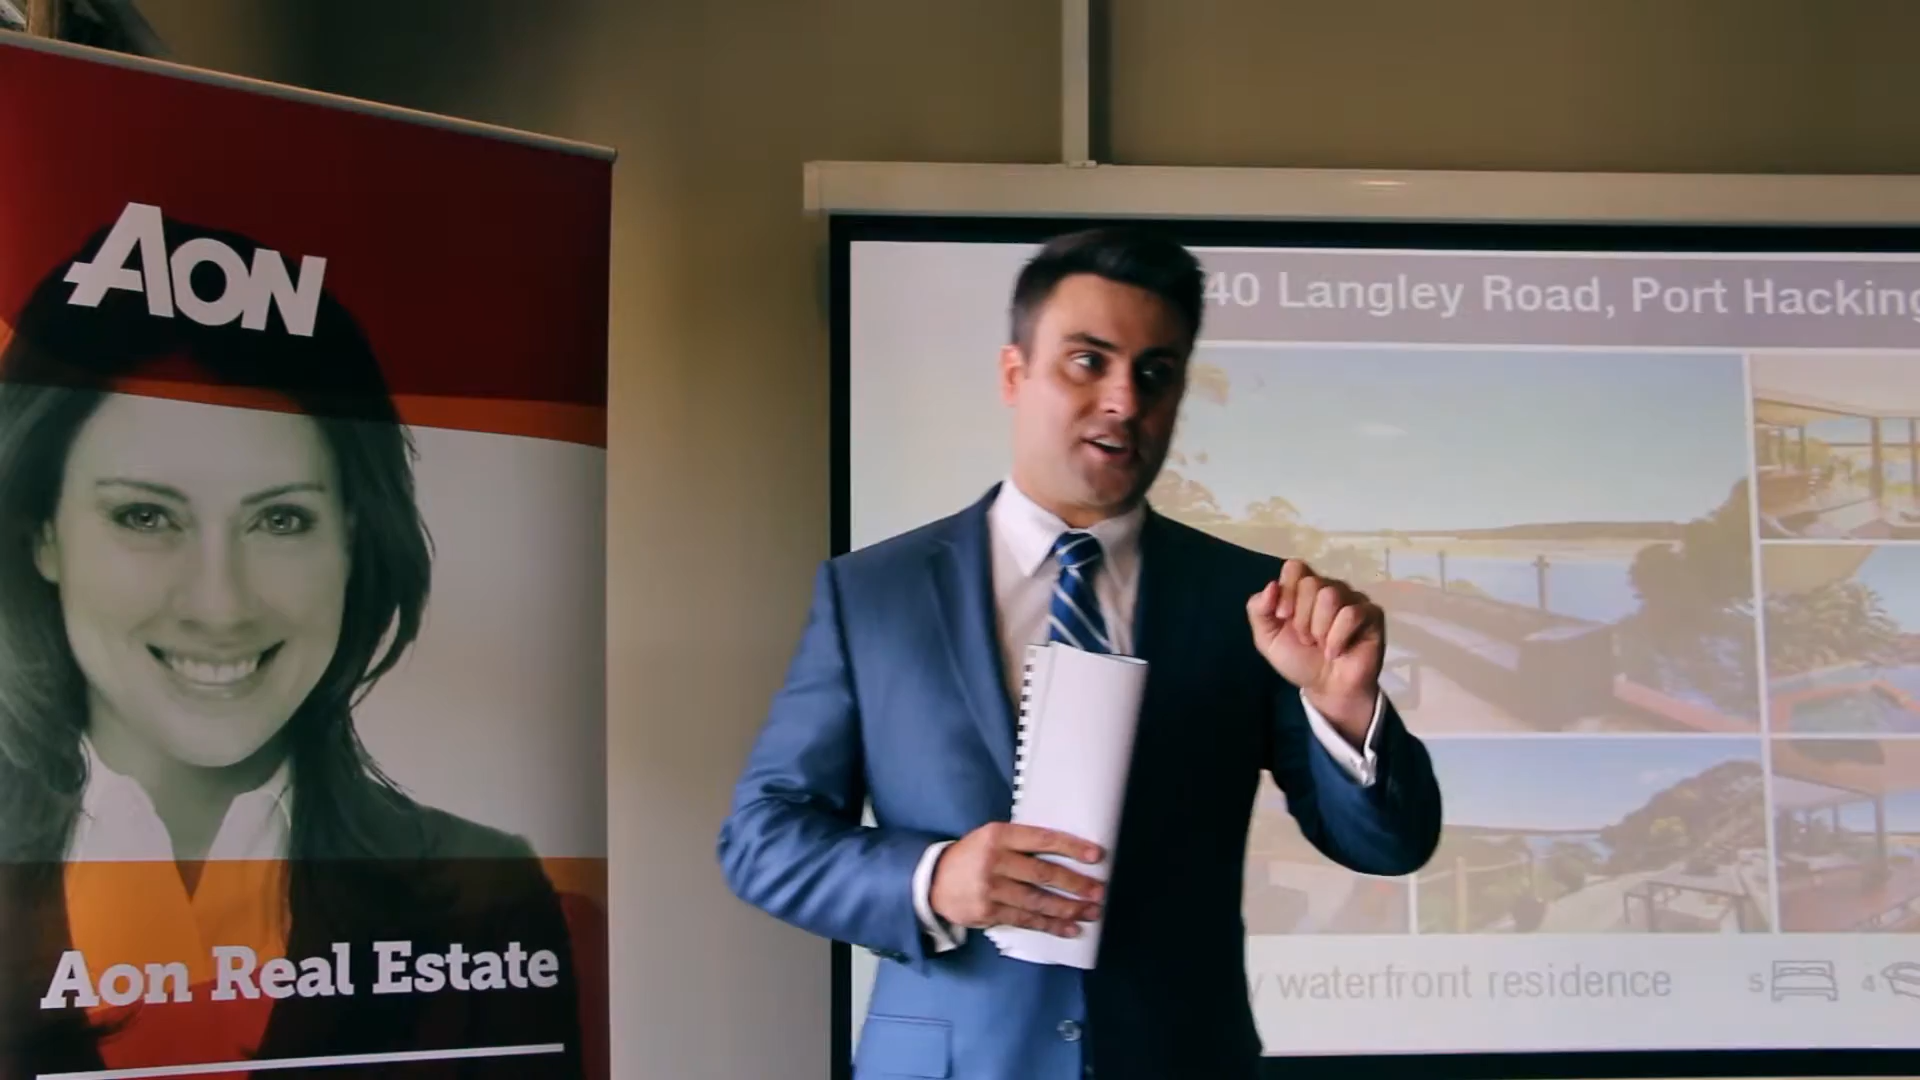 AON
Aon Real Estate
40 Langley Road, Port Hacking
waterfront residence
5
4